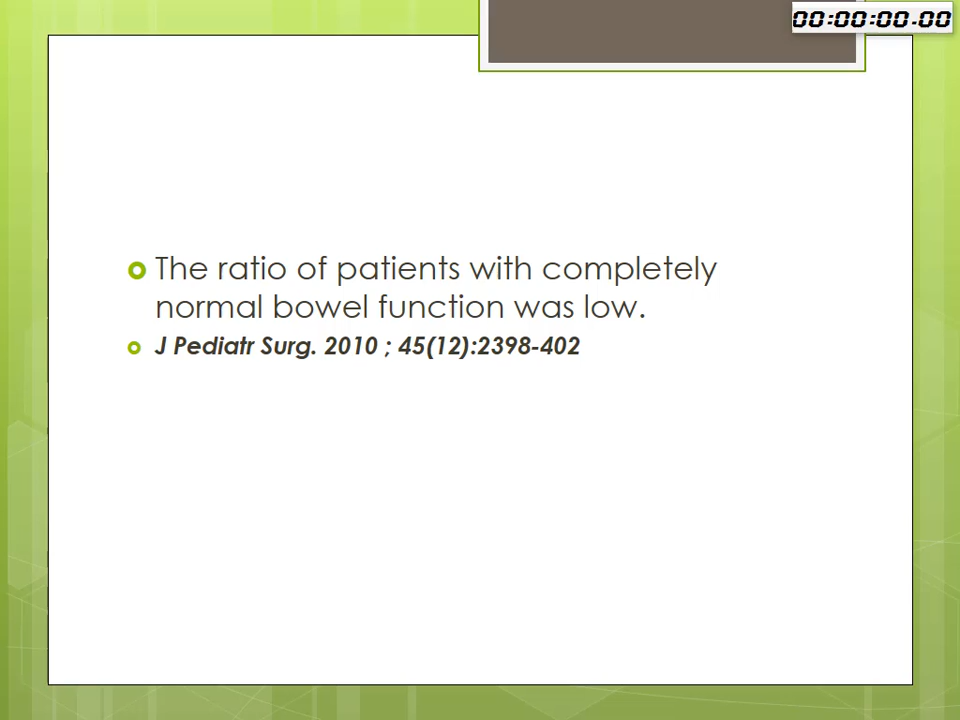 00:00:00.00
The ratio of patients with completely
normal bowel function was low.
J Pediatr Surg. 2010 ; 45(12):2398-402